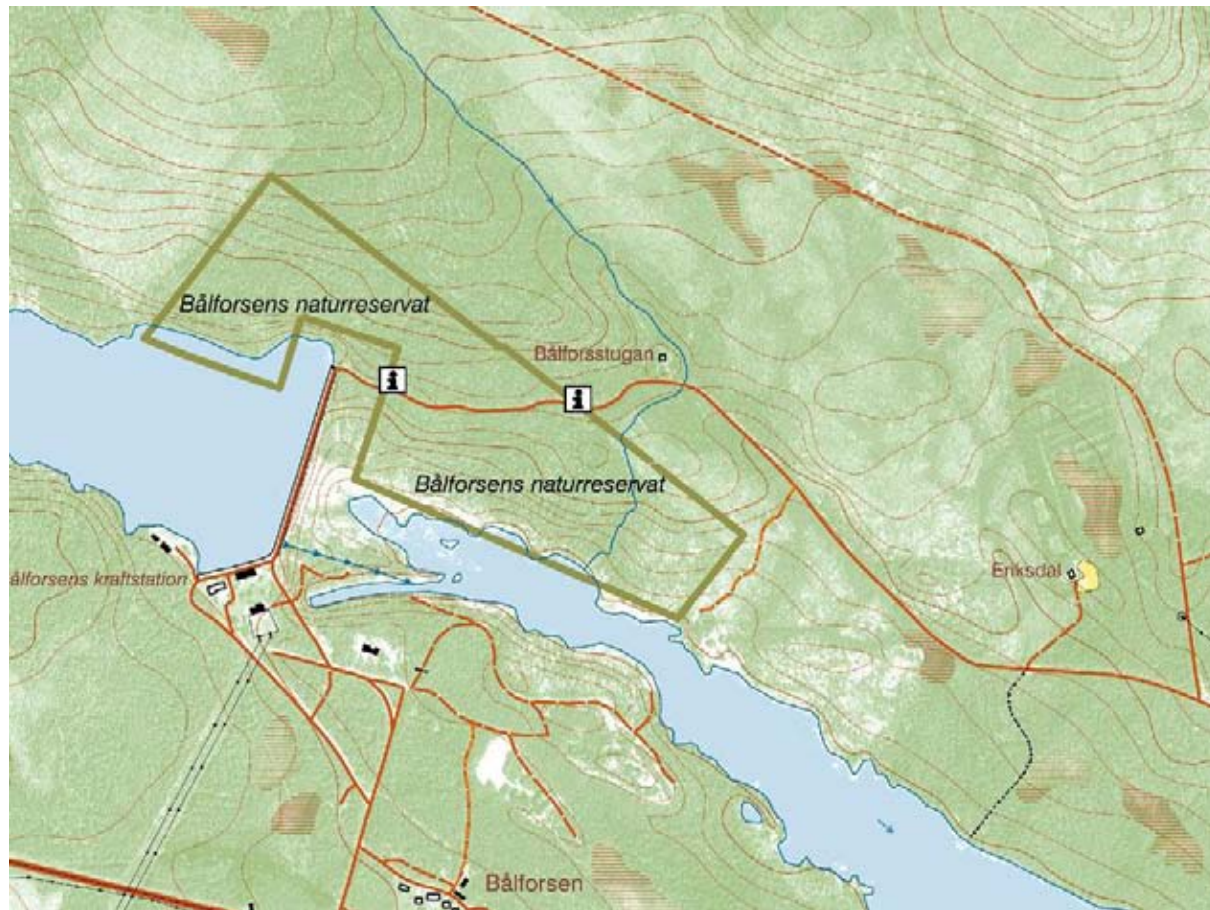 Bålforsens naturreservat
Bålforsstugan
Bålforsens naturreservat
Eriksdal
ålforsens kraftstation
Bålforsen